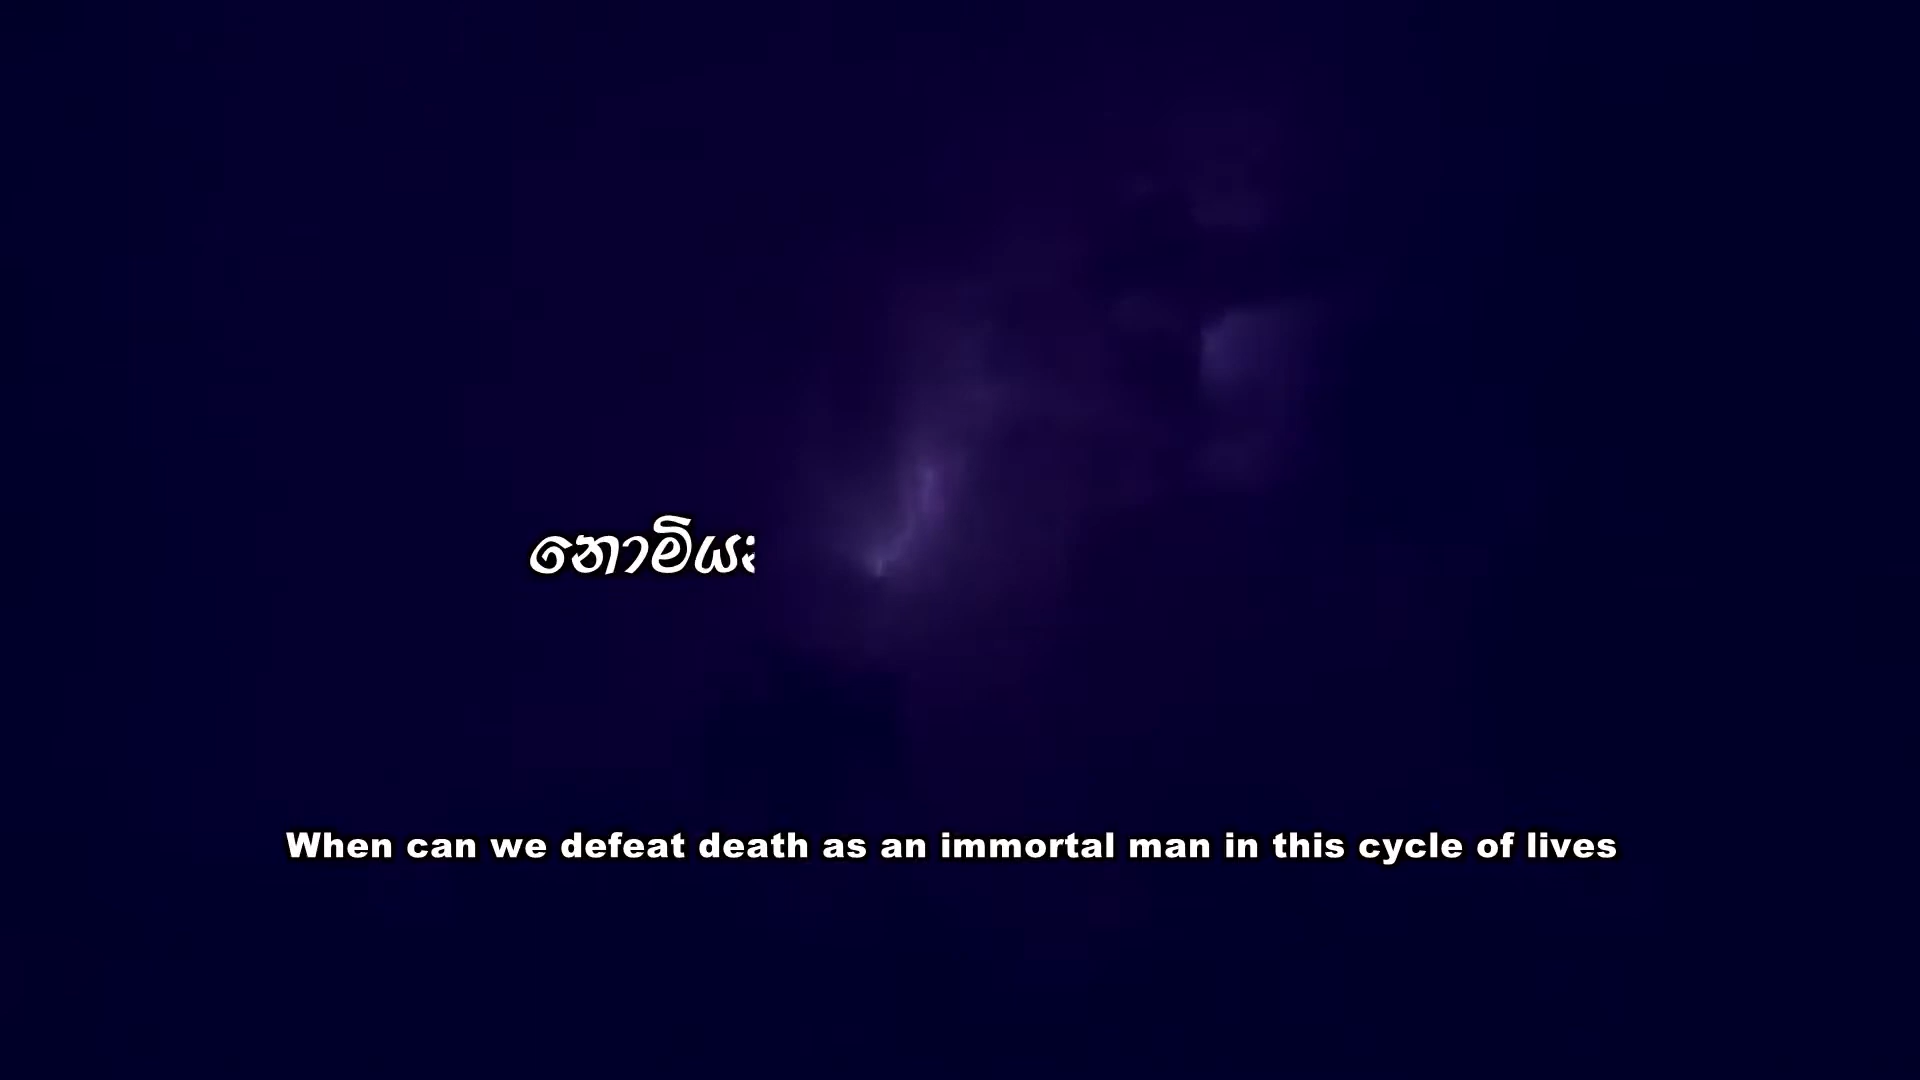 නොමිය
When can we defeat death as an immortal man in this cycle of lives